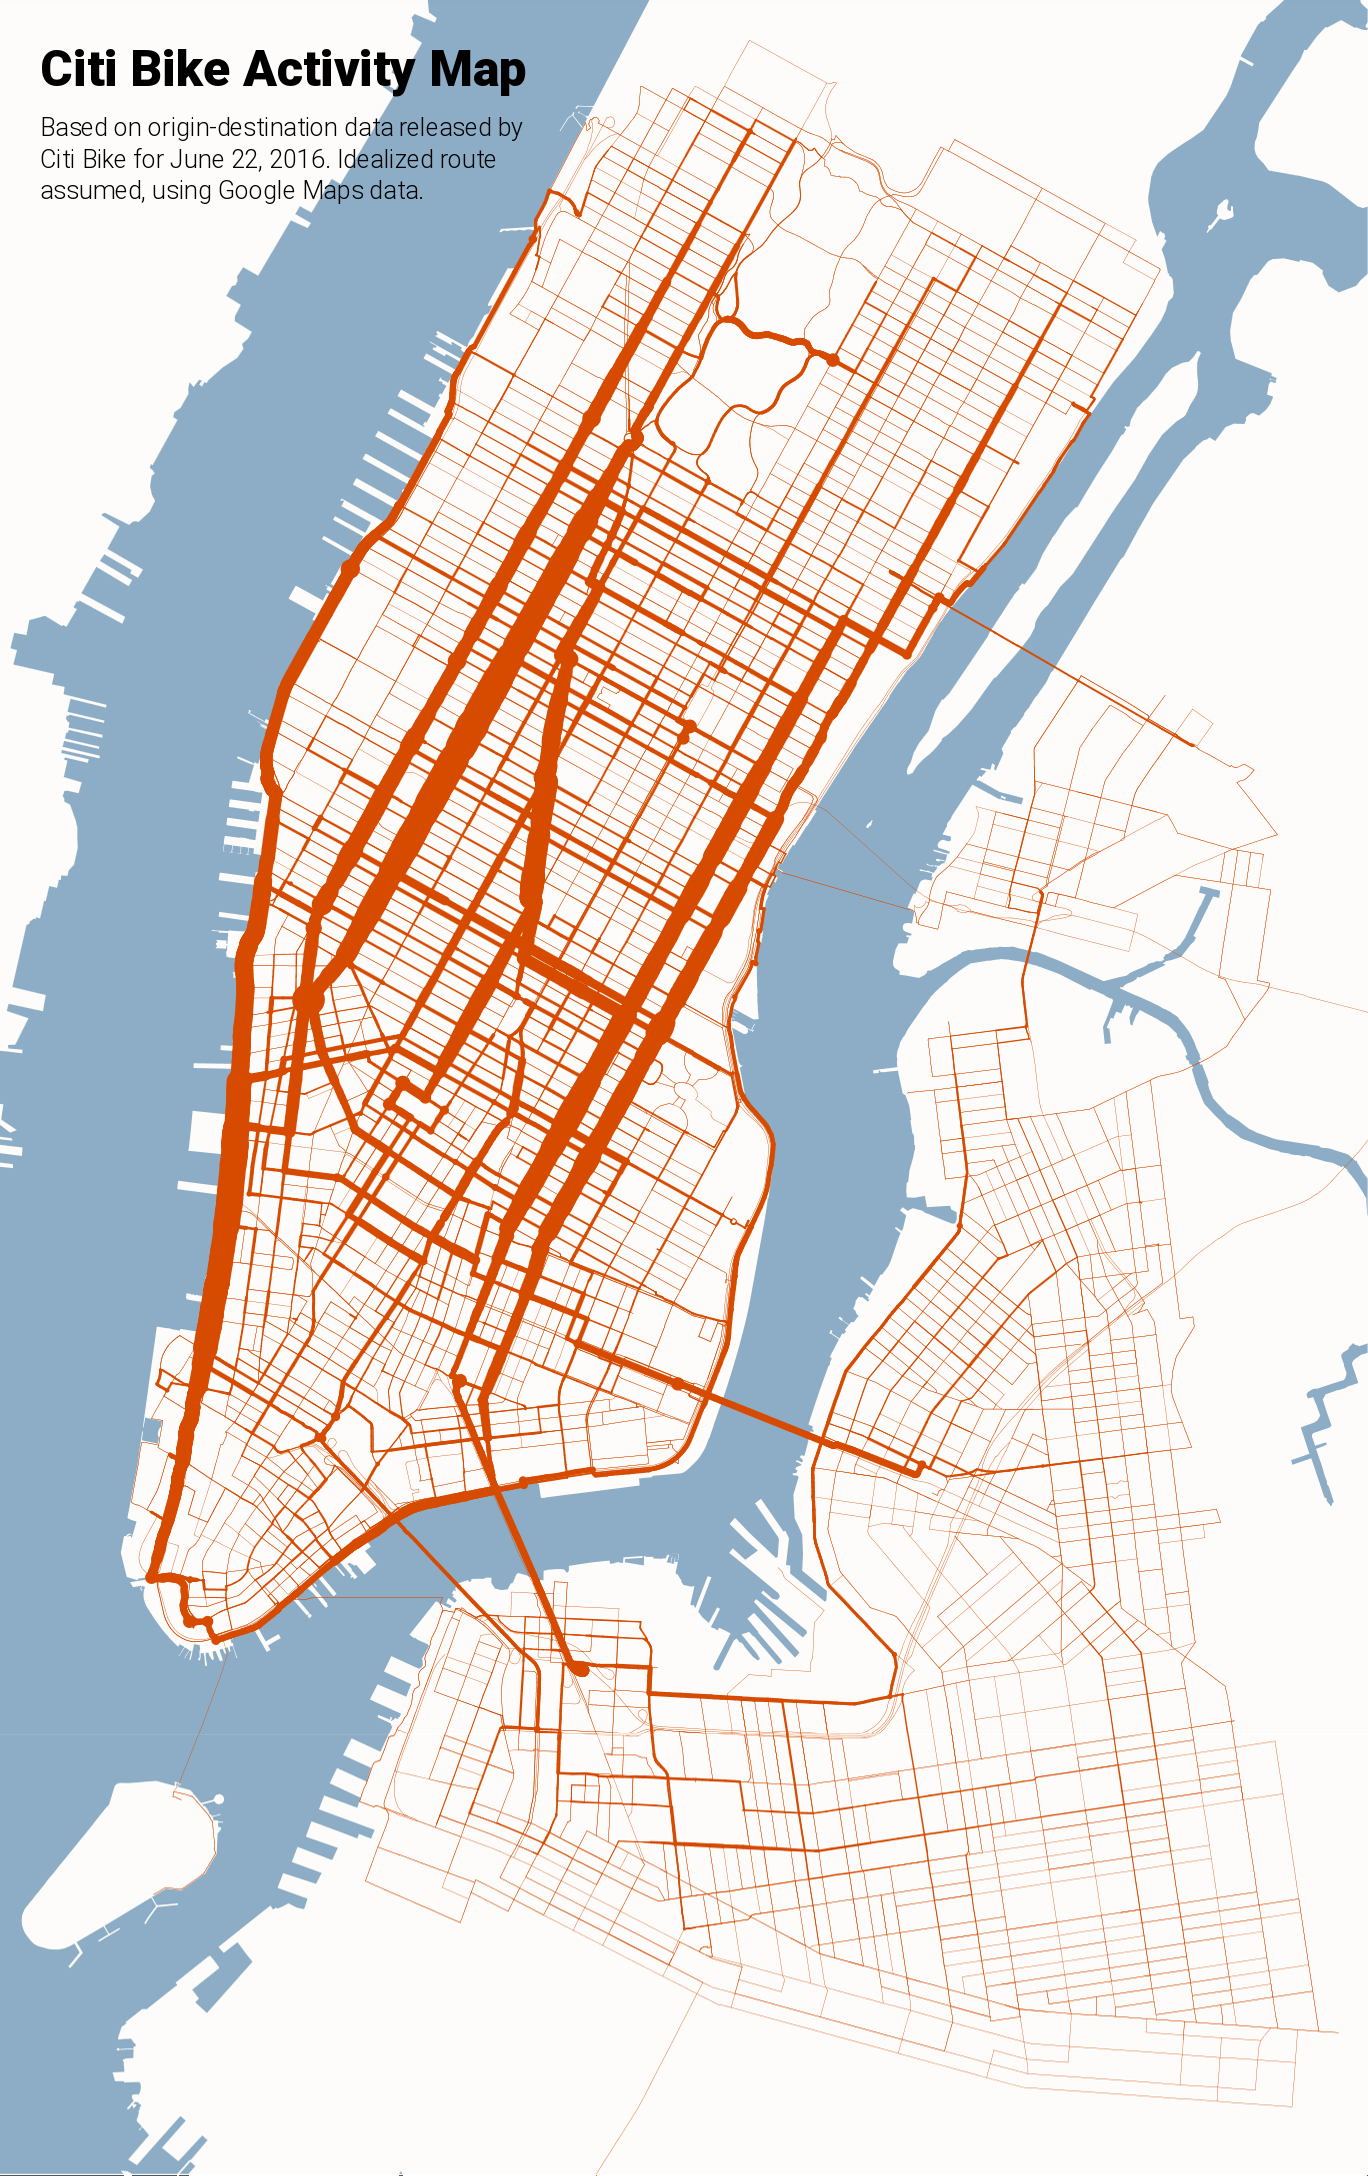 Citi Bike Activity Map
Based on origin-destination data released by
Citi Bike for June 22, 2016. Idealized route
assumed, using Google Maps data.